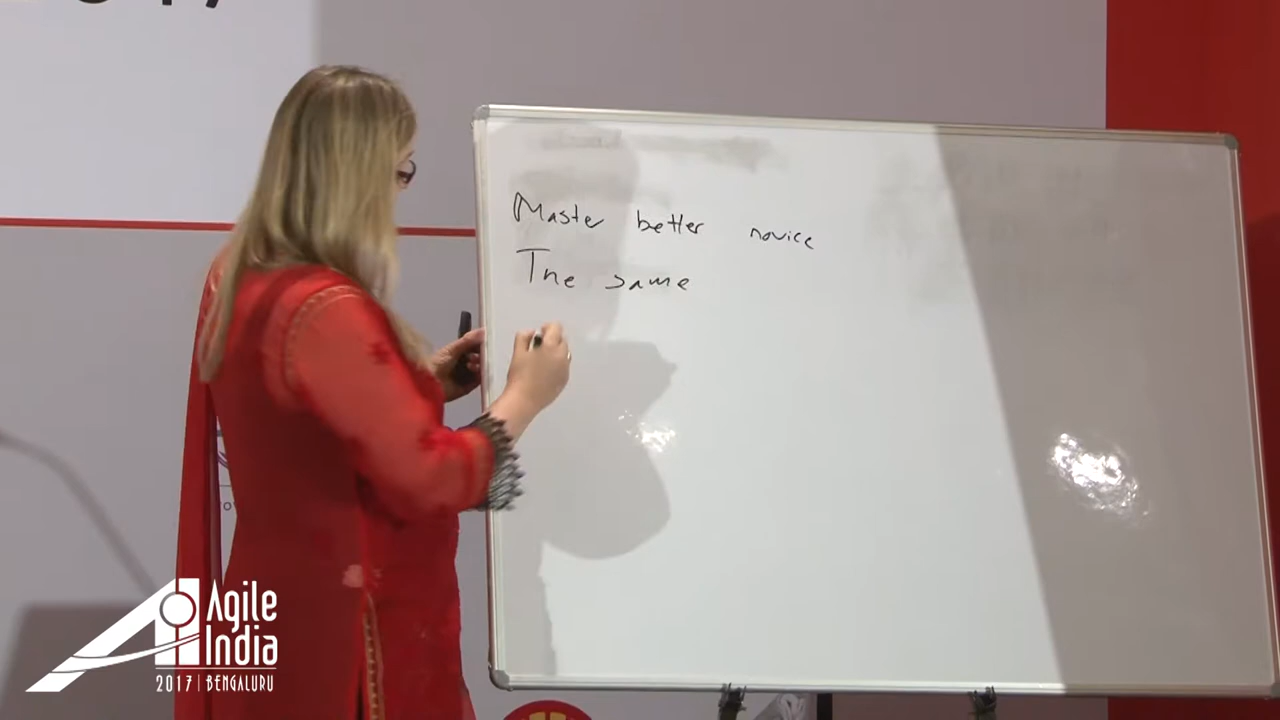 Master better novice
The same
Agile
India
2017 | BENGALURU